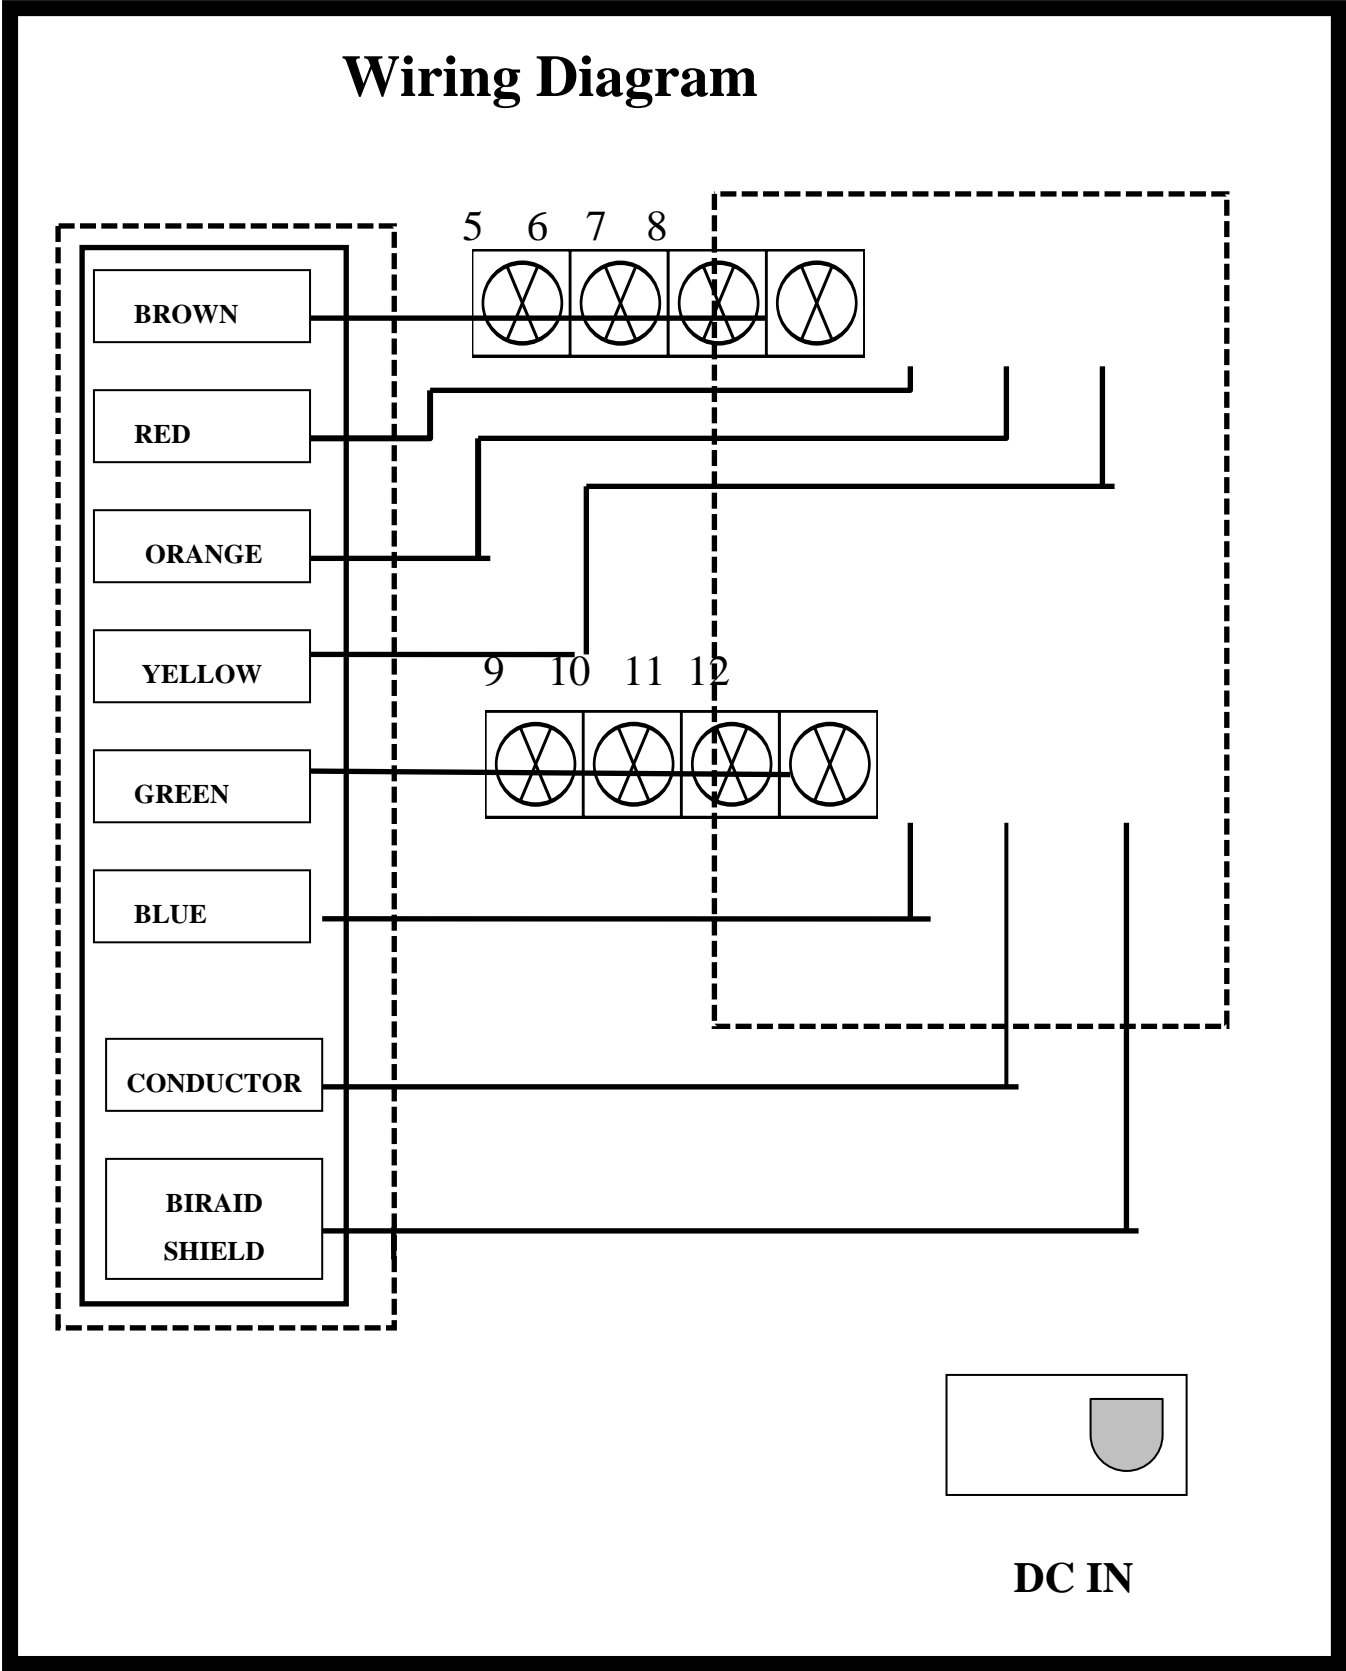 Wiring Diagram
5 6 7 8
BROWN
RED
ORANGE
YELLOW
9 10 11 12
GREEN
BLUE
CONDUCTOR
BIRAID
SHIELD
DC IN